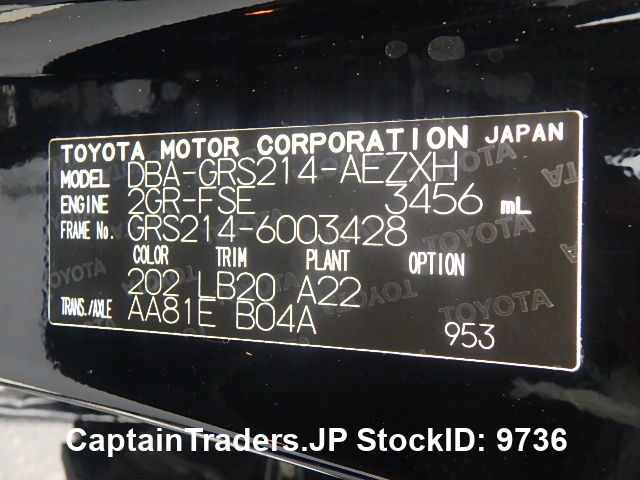 TOYOTA MOTOR CORPORATION JAPAN
MODEL DBA-GRS214-AEZXH
ENGINE 2GR-FSE 3456 mL
FRAME No. GRS214-6003428
COLOR TRIM PLANT OPTION
202 LB20 A22
TRANS./AXLE AA81E B04A
953
CaptainTraders.JP StockID: 9736